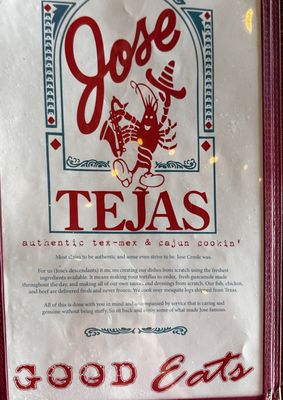 Jose
TEJAS
authentic tex-mex & cajun cookin'
Most claim to be authentic and some even strive to be. Jose Creole was.
For us (Jose's descendants) it means creating our dishes from scratch using the freshest
ingredients available. It means making your tortillas to order, fresh guacamole made
throughout the day, and making all of our own sauces and dressings from scratch. Our fish, chicken,
and beef are delivered fresh and never frozen. We cook over mesquite logs shipped from Texas.
All of this is done with you in mind and accompanied by service that is caring and
genuine without being stuffy. So sit back and enjoy some of what made Jose famous.
GOOD Eats